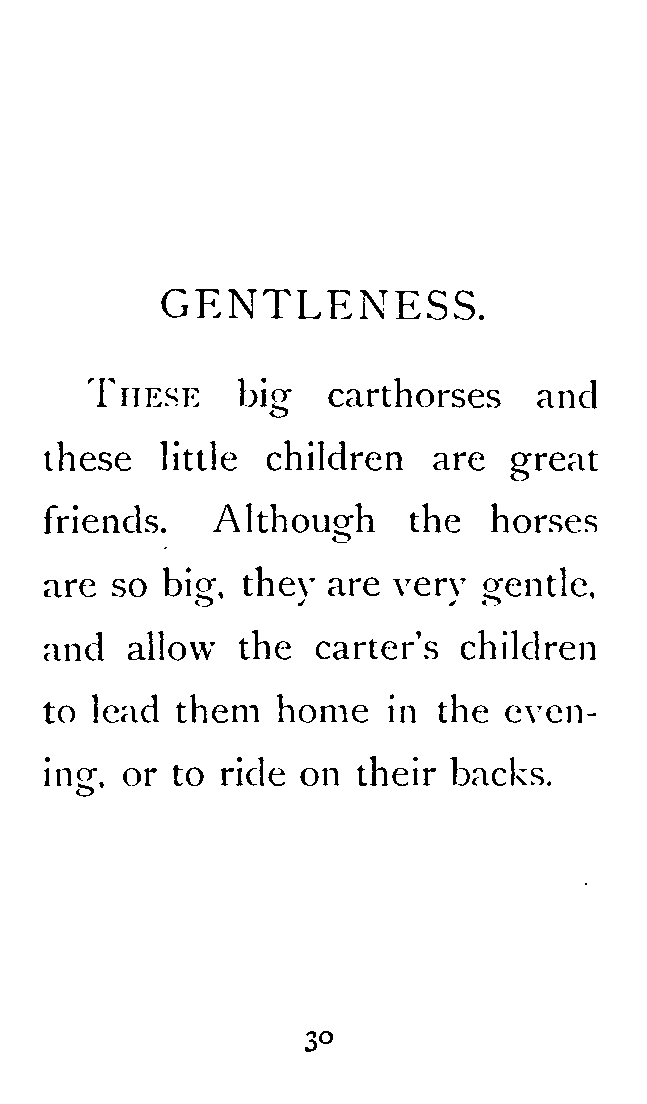 GENTLENESS.
THESE big carthorses and
these little children are great
friends. Although the horses
are so big, they are very gentle,
and allow the carter's children
to lead them home in the even-
ing, or to ride on their backs.
30